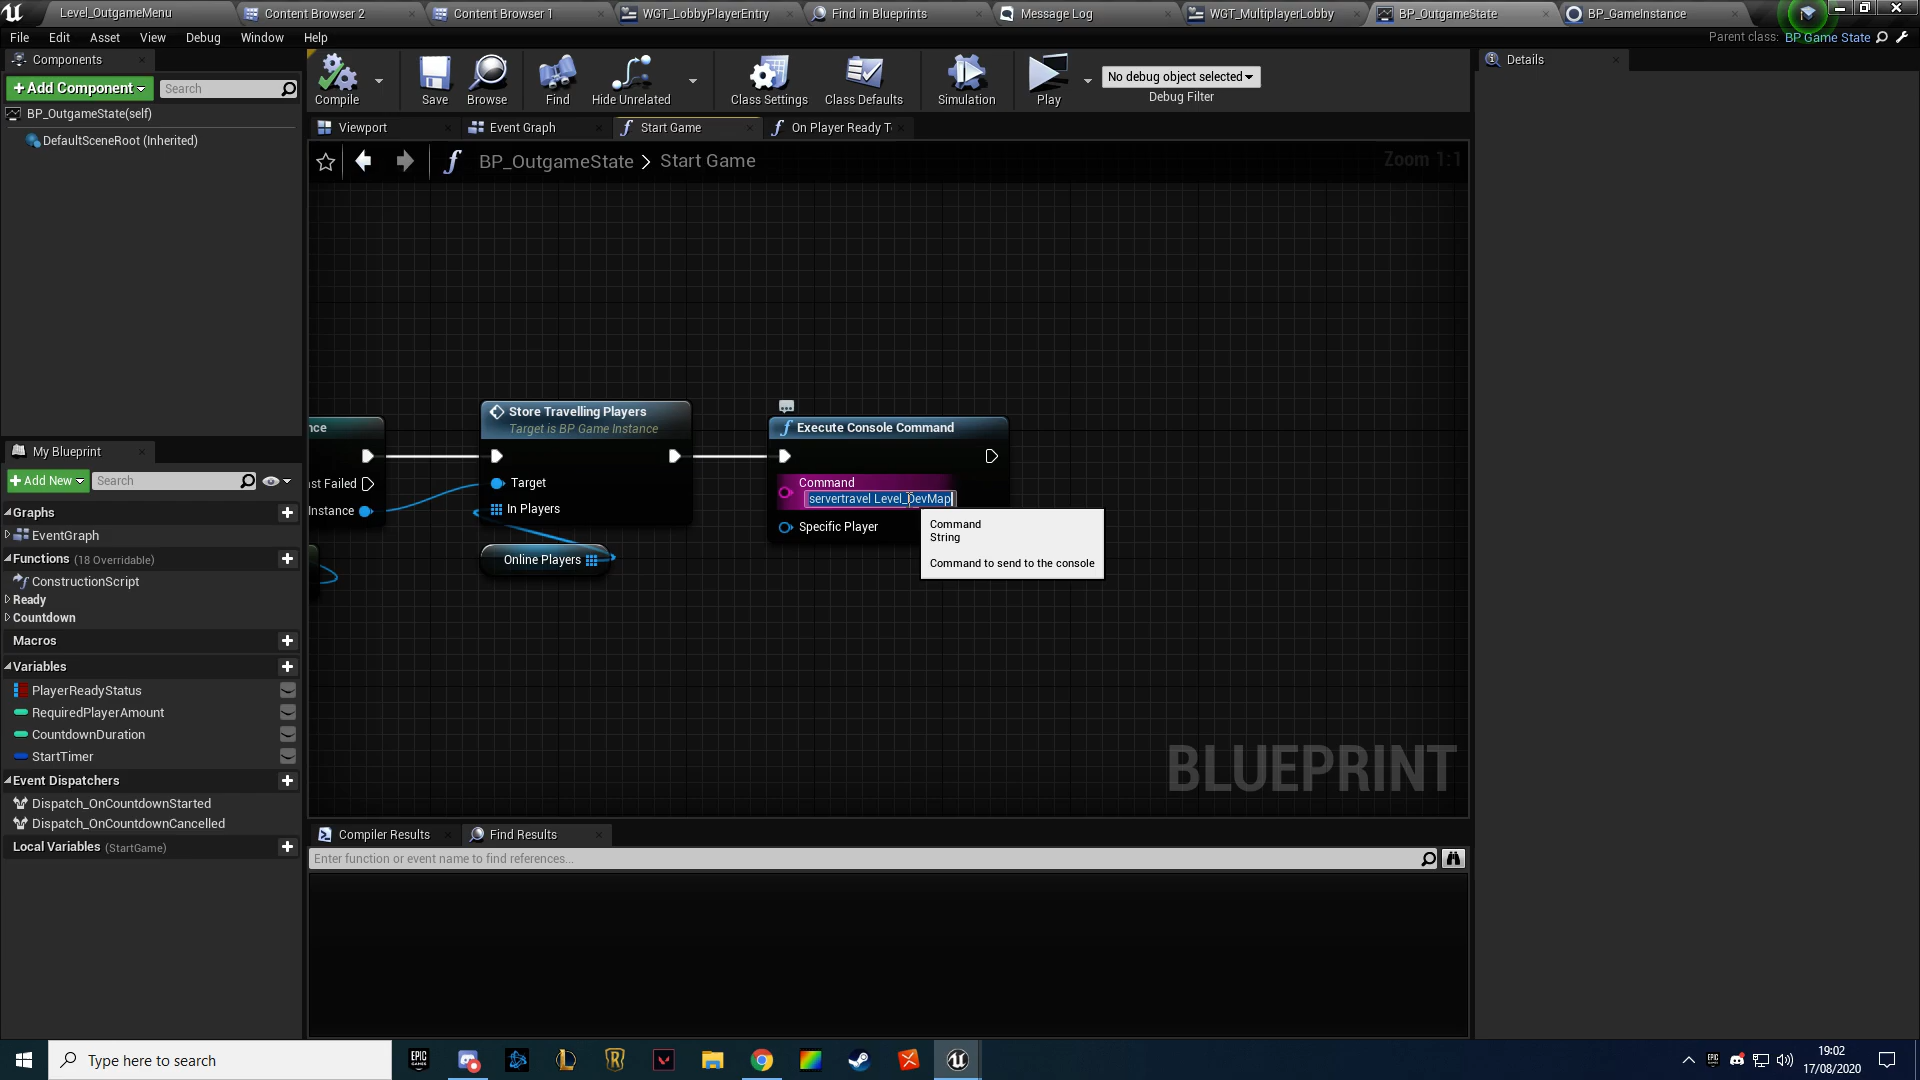 Level_OutgameMenu
Content Browser 2
Content Browser 1
WGT_LobbyPlayerEntry
Find in Blueprints
Message Log
WGT_MultiplayerLobby
BP_OutgameState
BP_GameInstance
File Edit Asset View Debug Window Help
Parent class: BP Game State
Components
+Add Component
Search
BP_OutgameState(self)
DefaultSceneRoot (Inherited)
Compile
Save
Browse
Find
Hide Unrelated
Class Settings
Class Defaults
Simulation
Play
No debug object selected
Debug Filter
Details
Viewport
Event Graph
Start Game
On Player Ready T
BP_OutgameState > Start Game
Zoom 1:1
nce
st Failed
Instance
Store Travelling Players
Target is BP Game Instance
Target
In Players
Online Players
Execute Console Command
Command
servertravel Level_DevMap
Specific Player
Command
String
Command to send to the console
BLUEPRINT
My Blueprint
+Add New
Search
Graphs
EventGraph
Functions (18 Overridable)
ConstructionScript
Ready
Countdown
Macros
Variables
PlayerReadyStatus
RequiredPlayerAmount
CountdownDuration
StartTimer
Event Dispatchers
Dispatch_OnCountdownStarted
Dispatch_OnCountdownCancelled
Local Variables (StartGame)
Compiler Results
Find Results
Enter function or event name to find references...
Type here to search
EPIC
GAMES
19:02
17/08/2020